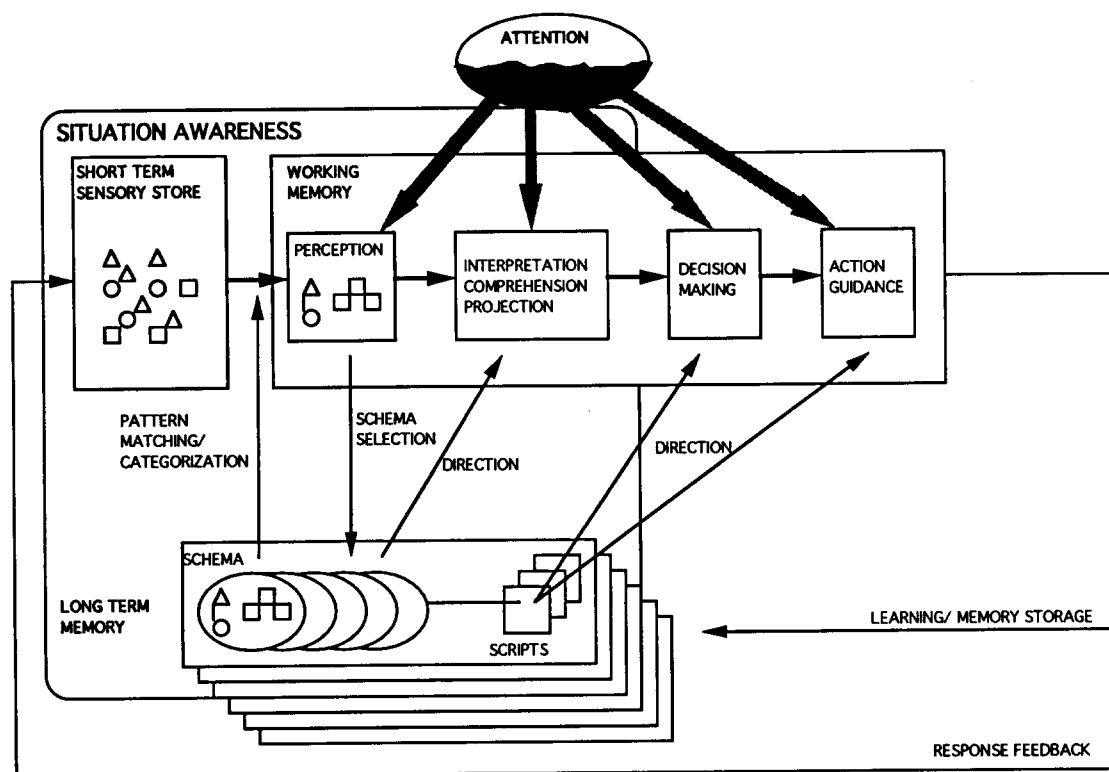 ATTENTION
SITUATION AWARENESS
SHORT TERM
SENSORY STORE
WORKING
MEMORY
PERCEPTION
INTERPRETATION
COMPREHENSION
PROJECTION
DECISION
MAKING
ACTION
GUIDANCE
PATTERN
MATCHING/
CATEGORIZATION
SCHEMA
SELECTION
DIRECTION
DIRECTION
SCHEMA
LONG TERM
MEMORY
SCRIPTS
LEARNING/ MEMORY STORAGE
RESPONSE FEEDBACK